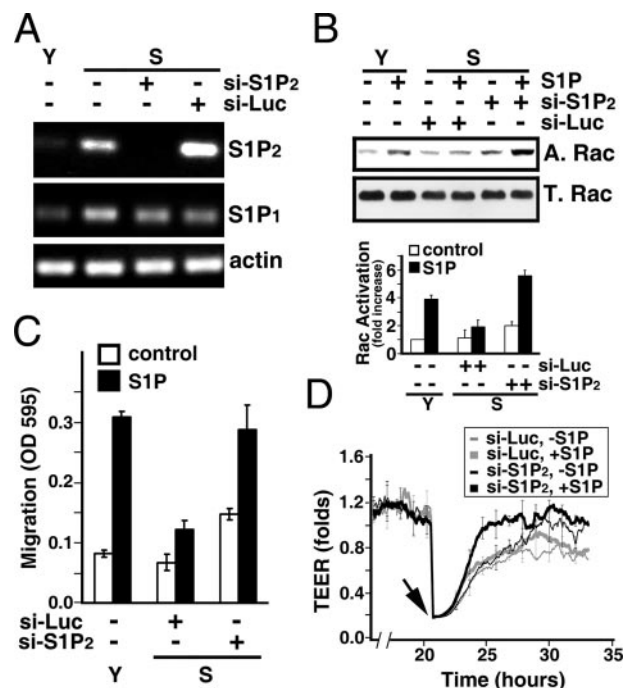 A
Y S
- - + - si-S1P2
- - - + si-Luc
S1P2
S1P1
actin
B
Y S
- + - + - + S1P
- - - - + + si-S1P2
- - + + - - si-Luc
A. Rac
T. Rac
control
S1P
Rac Activation
(fold increase)
6
4
2
0
-- ++ -- si-Luc
-- -- ++ si-S1P2
Y S
C
control
S1P
Migration (OD 595)
0.3
0.2
0.1
0.0
si-Luc - + -
si-S1P2 - - +
Y S
D
si-Luc, -S1P
si-Luc, +S1P
si-S1P2, -S1P
si-S1P2, +S1P
TEER (folds)
1.6
1.2
0.8
0.4
0.0
0 20 25 30 35
Time (hours)